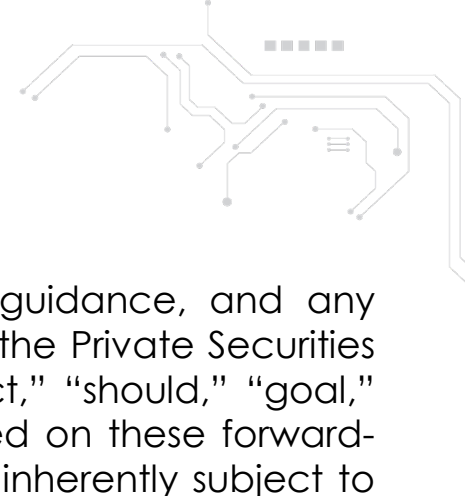 guidance, and any
the Private Securities
ct,” “should,” “goal,”
ed on these forward-
inherently subject to